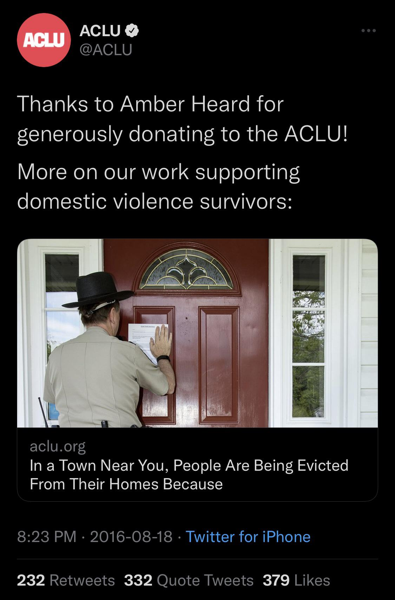 ACLU
ACLU
@ACLU
Thanks to Amber Heard for
generously donating to the ACLU!
More on our work supporting
domestic violence survivors:
aclu.org
In a Town Near You, People Are Being Evicted
From Their Homes Because
8:23 PM · 2016-08-18 · Twitter for iPhone
232 Retweets 332 Quote Tweets 379 Likes